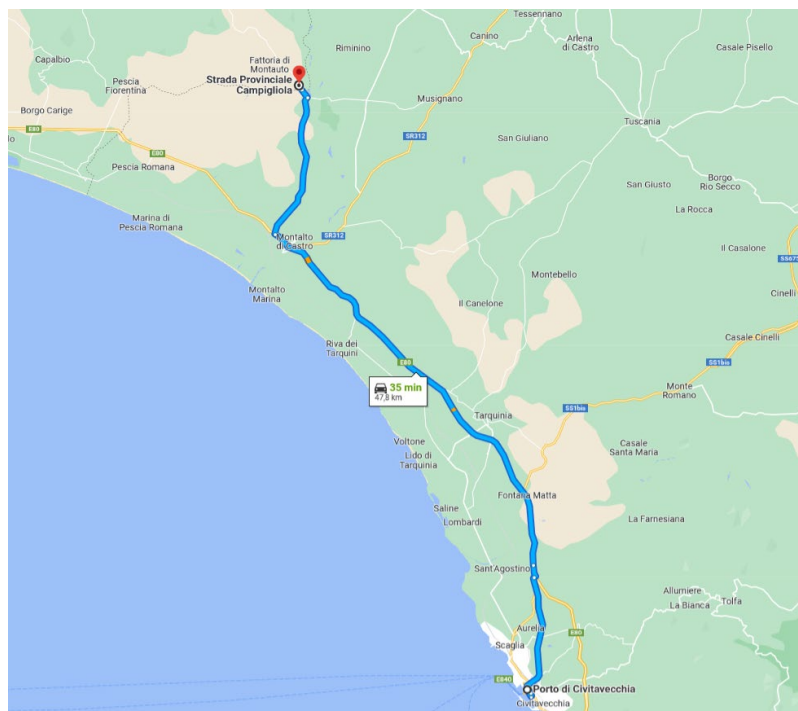 Tessennano
Canino
Arlena
di Castro
Casale Pisello
Riminino
Capalbio
Fattoria di
Montauto
Strada Provinciale
Campigliola
Pescia
Fiorentina
Musignano
Borgo Carige
Tuscania
E80
SR312
San Giuliano
lo
E80
Pescia Romana
Borgo
Rio Secco
San Giusto
La Rocca
Marina di
Pescia Romana
Montalto
di Castro
SR312
Il Casalone
SS675
Montebello
Montalto
Marina
Il Canelone
Cinelli
Riva dei
Tarquini
Casale Cinelli
E80
SS1bis
35 min
47,8 km
Monte
Romano
Tarquinia
SS1bis
Voltone
Lido di
Tarquinia
Casale
Santa Maria
Fontana Matta
Saline
Lombardi
La Farnesiana
Sant'Agostino
Allumiere
La Bianca
Tolfa
Aurelia
E80
Scaglia
E840
Porto di Civitavecchia
Civitavecchia